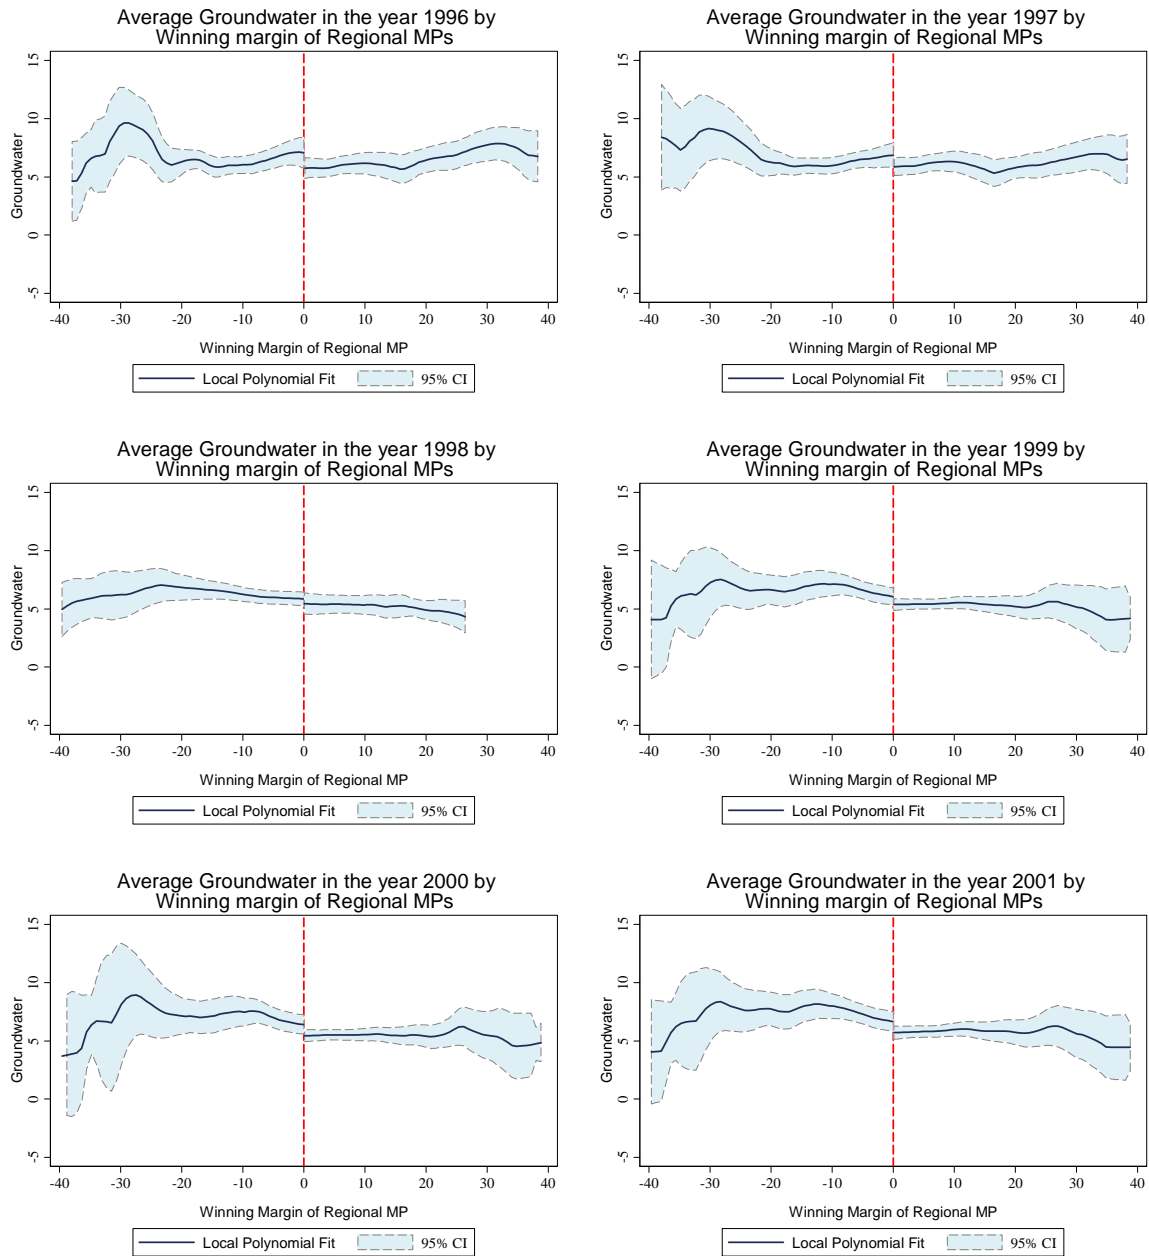 Average Groundwater in the year 1996 by
Winning margin of Regional MPs
Groundwater
15
10
5
0
-5
-40 -30 -20 -10 0 10 20 30 40
Winning Margin of Regional MP
Local Polynomial Fit 95% CI
Average Groundwater in the year 1997 by
Winning margin of Regional MPs
Groundwater
15
10
5
0
-5
-40 -30 -20 -10 0 10 20 30 40
Winning Margin of Regional MP
Local Polynomial Fit 95% CI
Average Groundwater in the year 1998 by
Winning margin of Regional MPs
Groundwater
15
10
5
0
-5
-40 -30 -20 -10 0 10 20 30 40
Winning Margin of Regional MP
Local Polynomial Fit 95% CI
Average Groundwater in the year 1999 by
Winning margin of Regional MPs
Groundwater
15
10
5
0
-5
-40 -30 -20 -10 0 10 20 30 40
Winning Margin of Regional MP
Local Polynomial Fit 95% CI
Average Groundwater in the year 2000 by
Winning margin of Regional MPs
Groundwater
15
10
5
0
-5
-40 -30 -20 -10 0 10 20 30 40
Winning Margin of Regional MP
Local Polynomial Fit 95% CI
Average Groundwater in the year 2001 by
Winning margin of Regional MPs
Groundwater
15
10
5
0
-5
-40 -30 -20 -10 0 10 20 30 40
Winning Margin of Regional MP
Local Polynomial Fit 95% CI